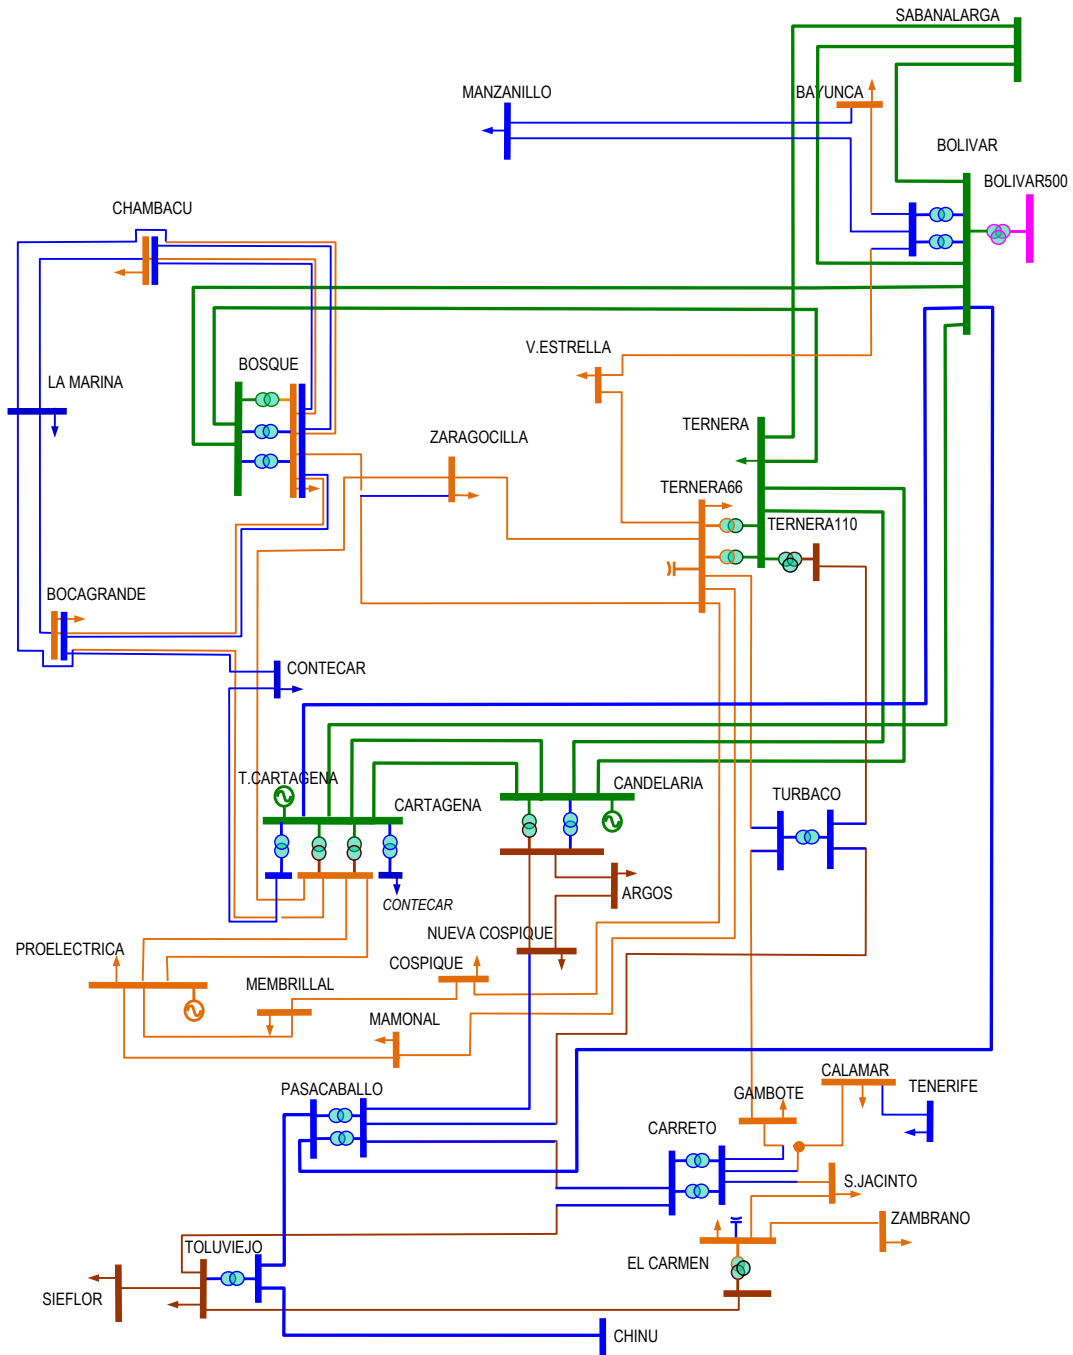 SABANALARGA
MANZANILLO
BAYUNCA
BOLIVAR
BOLIVAR500
CHAMBACU
V.ESTRELLA
BOSQUE
LA MARINA
TERNERA
ZARAGOCILLA
TERNERA66
TERNERA110
BOCAGRANDE
CONTECAR
T.CARTAGENA
CANDELARIA
CARTAGENA
TURBACO
ARGOS
CONTECAR
NUEVA COSPIQUE
PROELECTRICA
COSPIQUE
MEMBRILLAL
MAMONAL
CALAMAR
PASACABALLO
GAMBOTE
TENERIFE
CARRETO
S.JACINTO
ZAMBRANO
TOLUVIEJO
EL CARMEN
SIEFLOR
CHINU